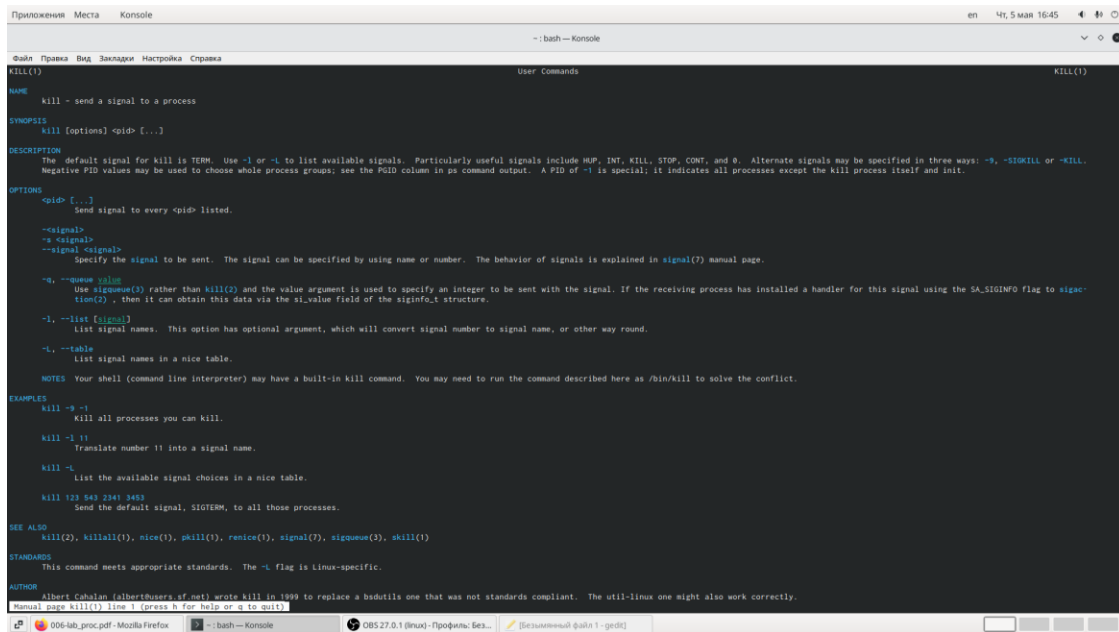 Приложения Места Konsole en Чт, 5 мая 16:45
~ : bash — Konsole
Файл Правка Вид Закладки Настройка Справка
KILL(1) User Commands KILL(1)
NAME
kill - send a signal to a process
SYNOPSIS
kill [options] <pid> [...]
DESCRIPTION
The default signal for kill is TERM. Use -l or -L to list available signals. Particularly useful signals include HUP, INT, KILL, STOP, CONT, and 0. Alternate signals may be specified in three ways: -9, -SIGKILL or -KILL.
Negative PID values may be used to choose whole process groups; see the PGID column in ps command output. A PID of -1 is special; it indicates all processes except the kill process itself and init.
OPTIONS
<pid> [...]
Send signal to every <pid> listed.
-<signal>
-s <signal>
--signal <signal>
Specify the signal to be sent. The signal can be specified by using name or number. The behavior of signals is explained in signal(7) manual page.
-q, --queue value
Use sigqueue(3) rather than kill(2) and the value argument is used to specify an integer to be sent with the signal. If the receiving process has installed a handler for this signal using the SA_SIGINFO flag to sigac-
tion(2) , then it can obtain this data via the si_value field of the siginfo_t structure.
-l, --list [signal]
List signal names. This option has optional argument, which will convert signal number to signal name, or other way round.
-L, --table
List signal names in a nice table.
NOTES Your shell (command line interpreter) may have a built-in kill command. You may need to run the command described here as /bin/kill to solve the conflict.
EXAMPLES
kill -9 -1
Kill all processes you can kill.
kill -l 11
Translate number 11 into a signal name.
kill -L
List the available signal choices in a nice table.
kill 123 543 2341 3453
Send the default signal, SIGTERM, to all those processes.
SEE ALSO
kill(2), killall(1), nice(1), pkill(1), renice(1), signal(7), sigqueue(3), skill(1)
STANDARDS
This command meets appropriate standards. The -L flag is Linux-specific.
AUTHOR
Albert Cahalan (albert@users.sf.net) wrote kill in 1999 to replace a bsdutils one that was not standards compliant. The util-linux one might also work correctly.
Manual page kill(1) line 1 (press h for help or q to quit)
006-lab_proc.pdf - Mozilla Firefox ~ : bash — Konsole OBS 27.0.1 (linux) - Профиль: Без... [Безымянный файл 1 - gedit]